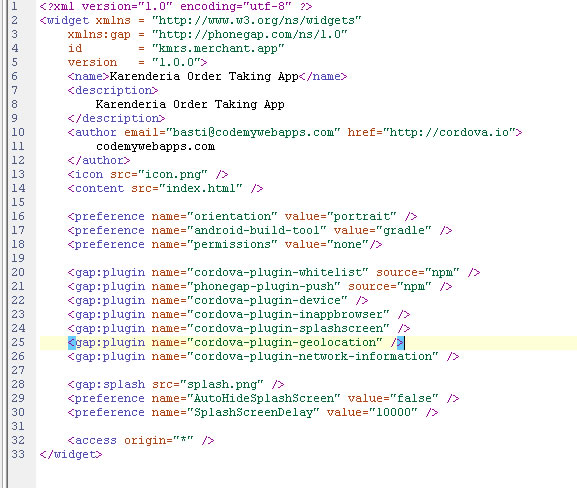 1 <?xml version="1.0" encoding="utf-8" ?>
2 <widget xmlns = "http://www.w3.org/ns/widgets"
3 xmlns:gap = "http://phonegap.com/ns/1.0"
4 id = "kmrs.merchant.app"
5 version = "1.0.0">
6 <name>Karenderia Order Taking App</name>
7 <description>
8 Karenderia Order Taking App
9 </description>
10 <author email="basti@codemywebapps.com" href="http://cordova.io">
11 codemywebapps.com
12 </author>
13 <icon src="icon.png" />
14 <content src="index.html" />
15
16 <preference name="orientation" value="portrait" />
17 <preference name="android-build-tool" value="gradle" />
18 <preference name="permissions" value="none"/>
19
20 <gap:plugin name="cordova-plugin-whitelist" source="npm" />
21 <gap:plugin name="phonegap-plugin-push" source="npm" />
22 <gap:plugin name="cordova-plugin-device" />
23 <gap:plugin name="cordova-plugin-inappbrowser" />
24 <gap:plugin name="cordova-plugin-splashscreen" />
25 <gap:plugin name="cordova-plugin-geolocation" />
26 <gap:plugin name="cordova-plugin-network-information" />
27
28 <gap:splash src="splash.png" />
29 <preference name="AutoHideSplashScreen" value="false" />
30 <preference name="SplashScreenDelay" value="10000" />
31
32 <access origin="*" />
33 </widget>